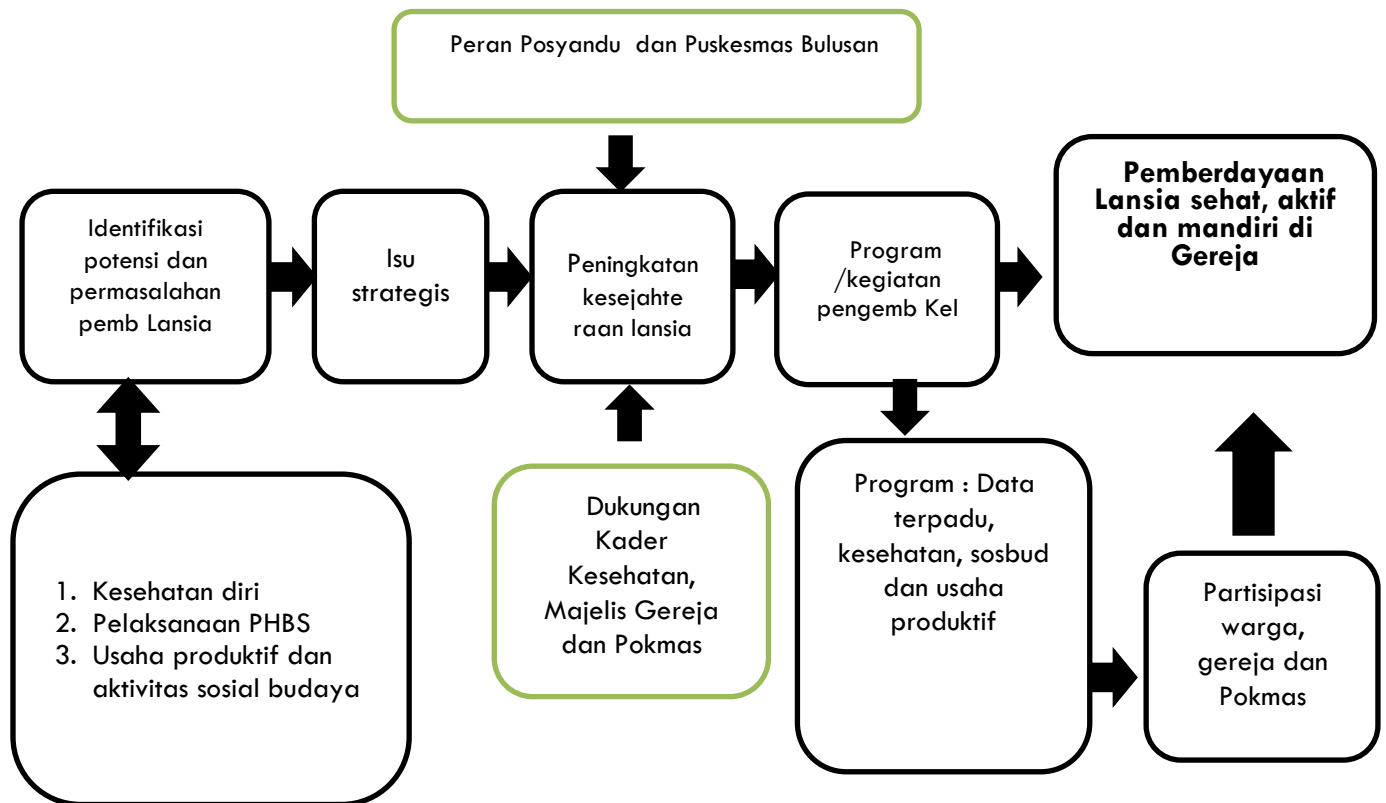 Peran Posyandu dan Puskesmas Bulusan
Identifikasi
potensi dan
permasalahan
pemb Lansia
Isu
strategis
Peningkatan
kesejahte
raan lansia
Program
/kegiatan
pengemb Kel
Pemberdayaan
Lansia sehat, aktif
dan mandiri di
Gereja
1. Kesehatan diri
2. Pelaksanaan PHBS
3. Usaha produktif dan
aktivitas sosial budaya
Dukungan
Kader
Kesehatan,
Majelis Gereja
dan Pokmas
Program : Data
terpadu,
kesehatan, sosbud
dan usaha
produktif
Partisipasi
warga,
gereja dan
Pokmas